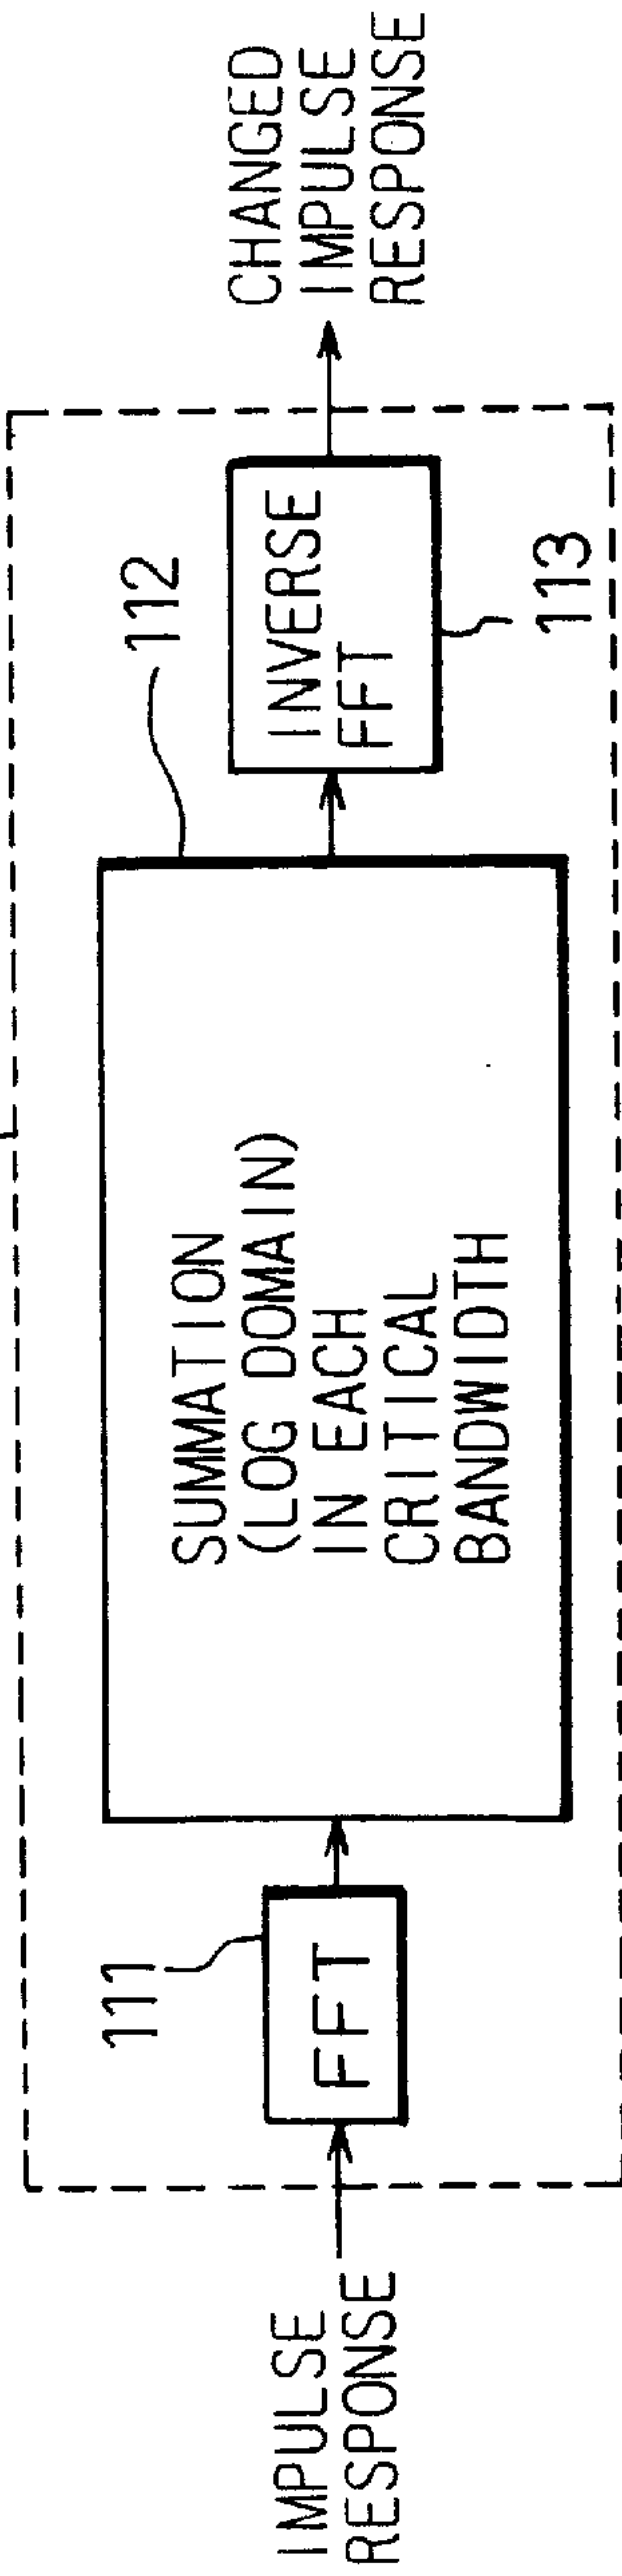 IMPULSE
RESPONSE
111
FFT
SUMMATION
(LOG DOMAIN)
IN EACH
CRITICAL
BANDWIDTH
112
INVERSE
FFT
113
CHANGED
IMPULSE
RESPONSE